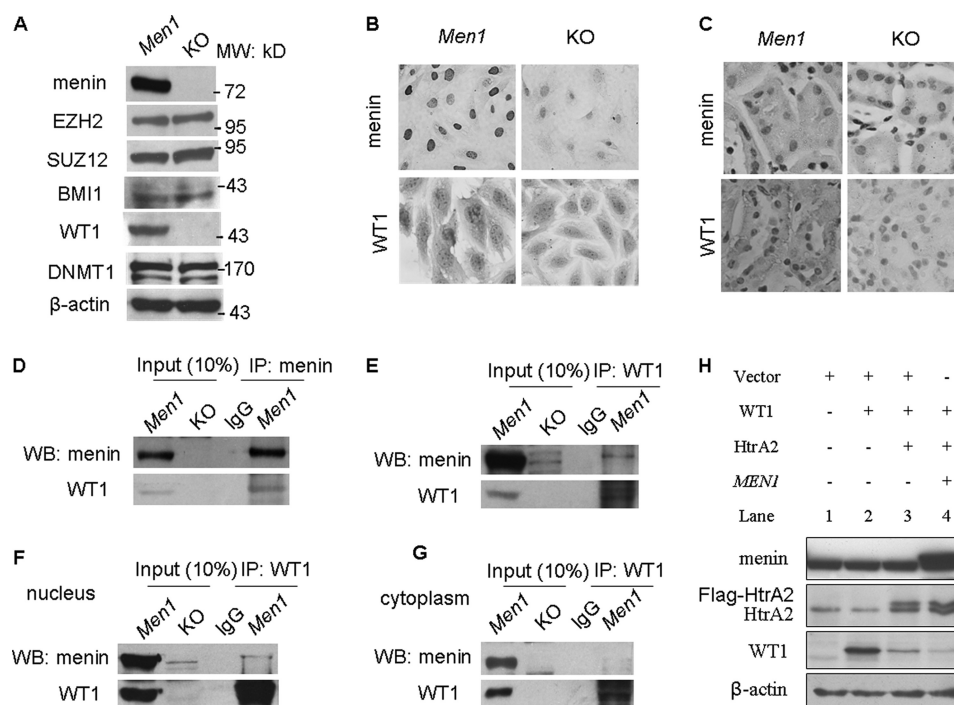 A
Men1 KO MW: kD
menin 72
EZH2 95
SUZ12 95
BMI1 43
WT1 43
DNMT1 170
β-actin 43
B
Men1 KO
menin
WT1
C
Men1 KO
menin
WT1
D
Input (10%) IP: menin
Men1 KO IgG Men1
WB: menin
WT1
E
Input (10%) IP: WT1
Men1 KO IgG Men1
WB: menin
WT1
F
nucleus
Input (10%) IP: WT1
Men1 KO IgG Men1
WB: menin
WT1
G
cytoplasm
Input (10%) IP: WT1
Men1 KO IgG Men1
WB: menin
WT1
H
Vector + + + -
WT1 - + + +
HtrA2 - - + +
MEN1 - - - +
Lane 1 2 3 4
menin
Flag-HtrA2
HtrA2
WT1
β-actin